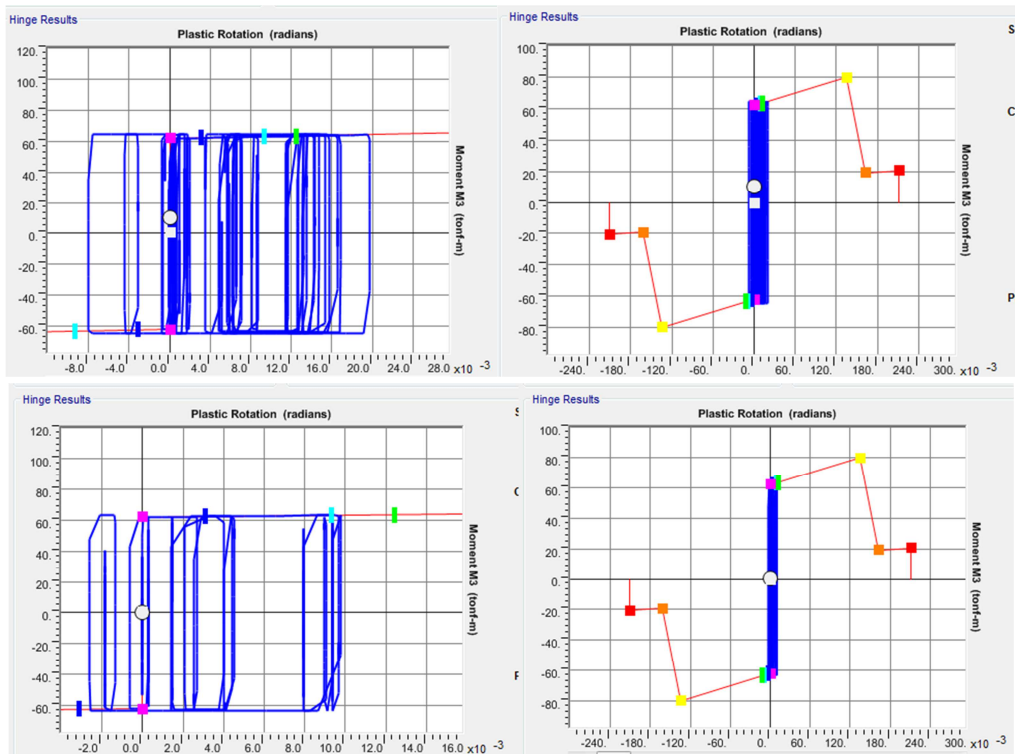 Hinge Results
Plastic Rotation (radians)
120.
100.
80.
60.
40.
20.
0.
-20.
-40.
-60.
Moment M3 (tonf-m)
-8.0 -4.0 0.0 4.0 8.0 12.0 16.0 20.0 24.0 28.0 x10 -3
Hinge Results
S
Plastic Rotation (radians)
100.
80.
60.
40.
20.
0.
-20.
-40.
-60.
-80.
C
Moment M3 (tonf-m)
P
-240. -180. -120. -60. 0. 60. 120. 180. 240. 300. x10 -3
Hinge Results
Plastic Rotation (radians)
120.
100.
80.
60.
40.
20.
0.
-20.
-40.
-60.
Moment M3 (tonf-m)
-2.0 0.0 2.0 4.0 6.0 8.0 10.0 12.0 14.0 16.0 x10 -3
Hinge Results
Plastic Rotation (radians)
100.
80.
60.
40.
20.
0.
-20.
-40.
-60.
-80.
Moment M3 (tonf-m)
-240. -180. -120. -60. 0. 60. 120. 180. 240. 300. x10 -3